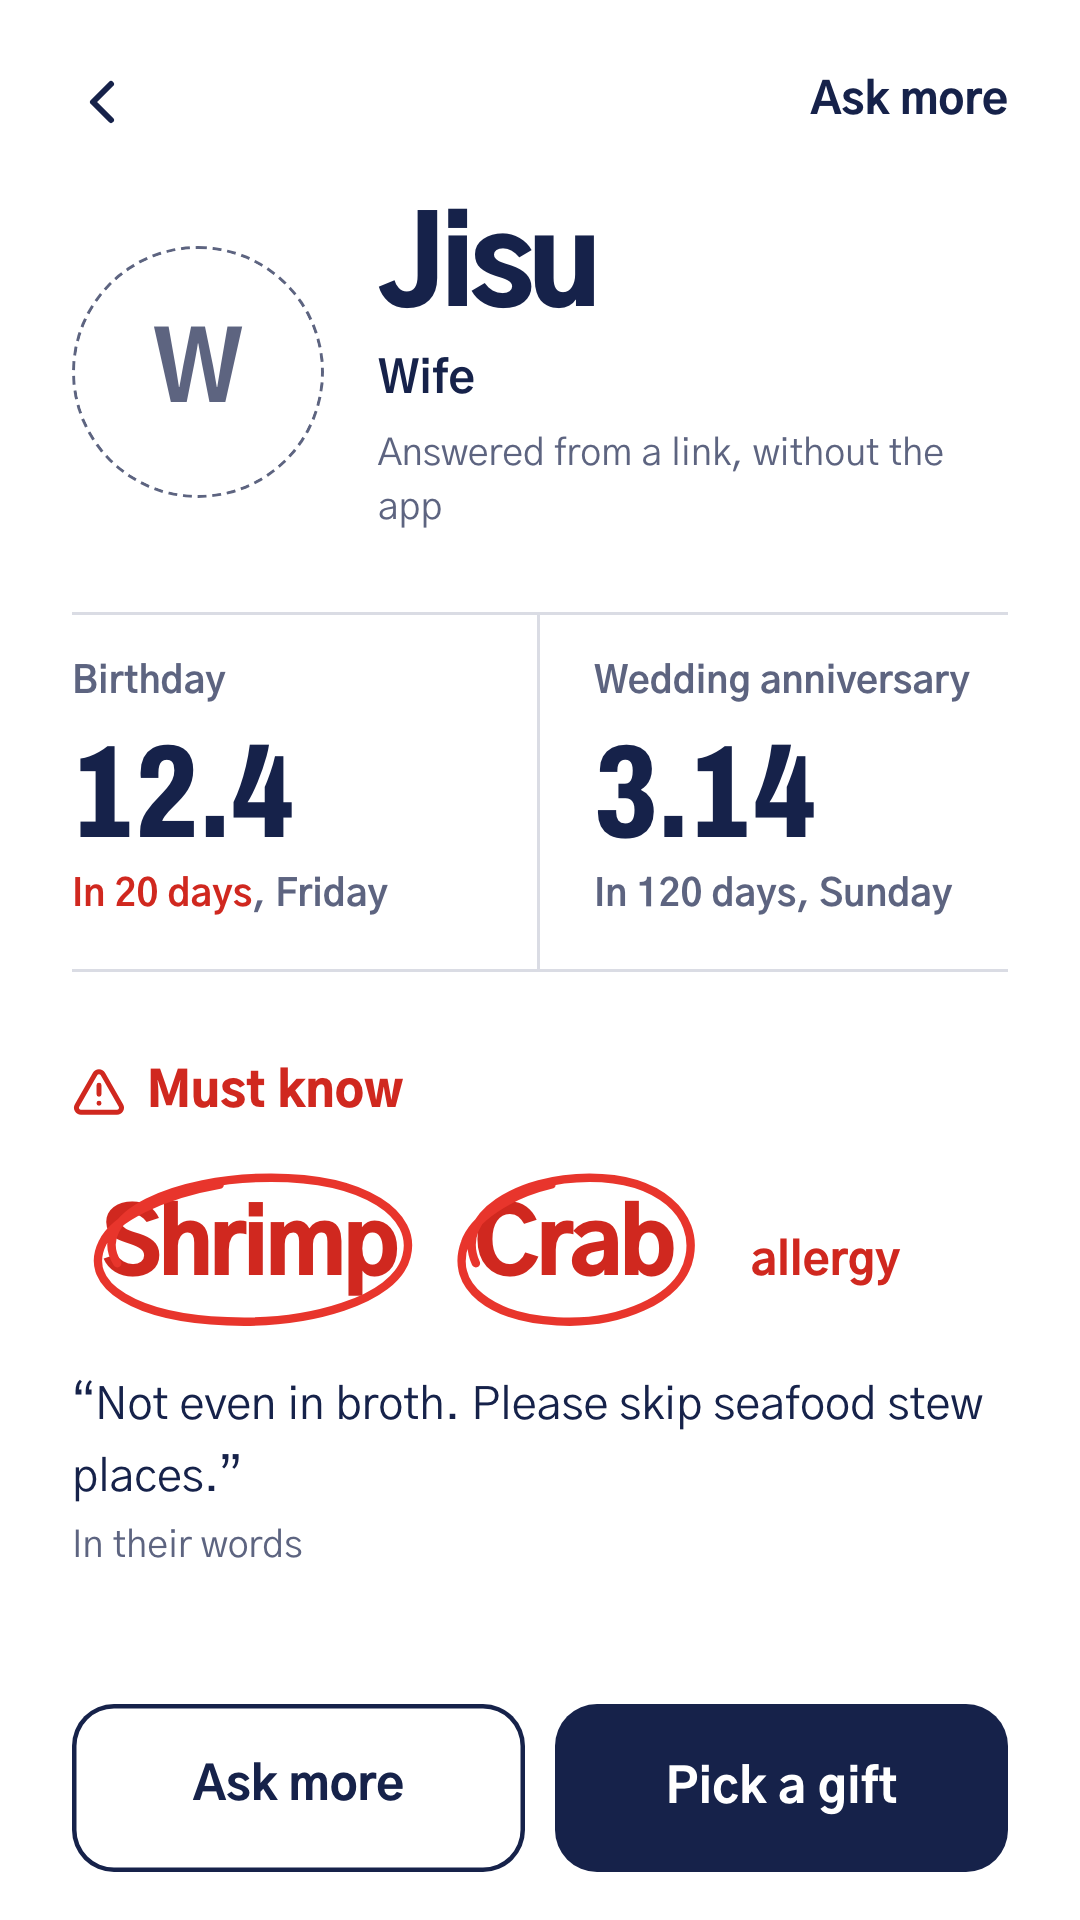 Ask more
Jisu
W
Wife
Answered from a link, without the
app
Birthday
12.4
In 20 days, Friday
Wedding anniversary
3.14
In 120 days, Sunday
Must know
Shrimp Crab allergy
“Not even in broth. Please skip seafood stew
places.”
In their words
Ask more
Pick a gift